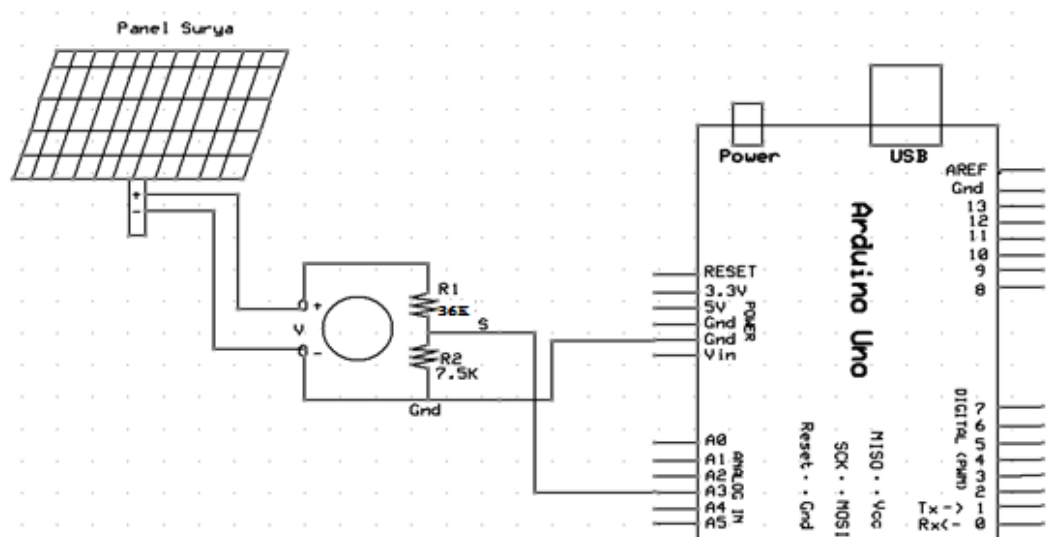 Panel Surya
+
-
+
V
-
R1
36K
S
R2
7.5K
Gnd
Power
USB
Arduino Uno
RESET
3.3V
5V
Gnd
Gnd
Vin
POWER
A0
A1
A2
A3
A4
A5
ANALOG IN
Reset · · Gnd
SCK · · MOSI
MISO · · Vcc
AREF
Gnd
13
12
11
10
9
8
DIGITAL (PWM)
7
6
5
4
3
2
Tx -> 1
Rx<- 0